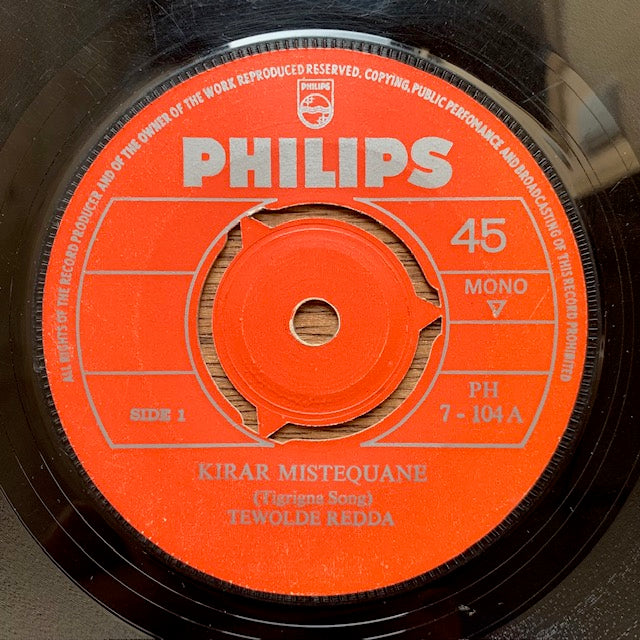 ALL RIGHTS OF THE RECORD PRODUCER AND OF THE OWNER OF THE WORK REPRODUCED RESERVED. COPYING, PUBLIC PERFOMANCE AND BROADCASTING OF THIS RECORD PROHIBITED
PHILIPS
PHILIPS
45
MONO
SIDE 1
PH
7 - 104 A
KIRAR MISTEQUANE
(Tigrigna Song)
TEWOLDE REDDA